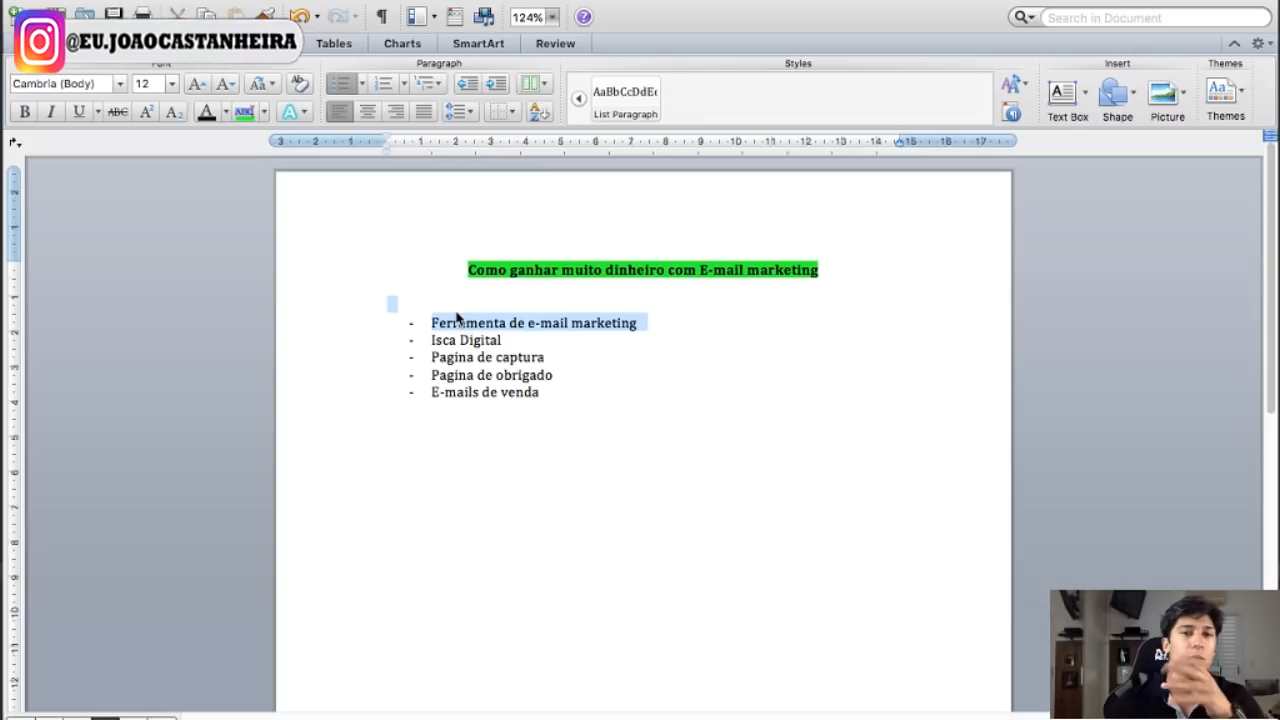 124%
Search in Document
@EU.JOAOCASTANHEIRA
Tables
Charts
SmartArt
Review
Paragraph
Styles
Insert
Themes
Cambria (Body)
12
AaBbCcDdEe
List Paragraph
Text Box
Shape
Picture
Themes
Como ganhar muito dinheiro com E-mail marketing
- Ferramenta de e-mail marketing
- Isca Digital
- Pagina de captura
- Pagina de obrigado
- E-mails de venda